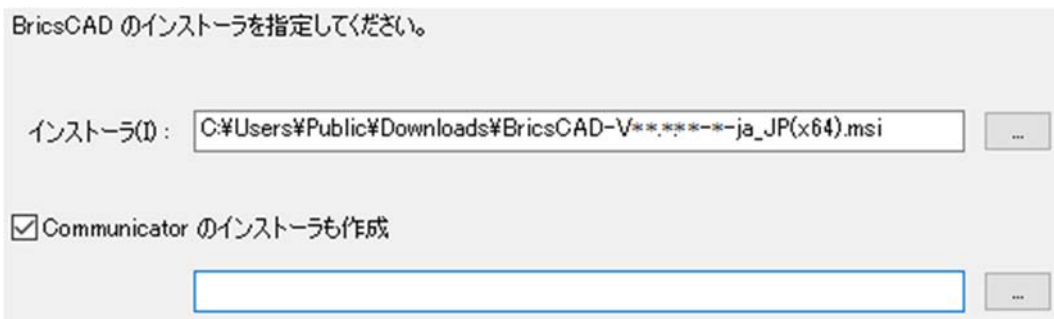 BricsCAD のインストーラを指定してください。
インストーラ(I) : C:¥Users¥Public¥Downloads¥BricsCAD-V**.***-*-ja_JP(x64).msi ...
Communicator のインストーラも作成
...